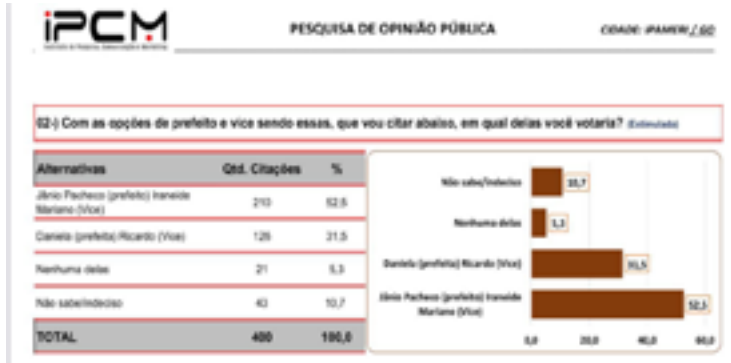 iPCM
PESQUISA DE OPINIÃO PÚBLICA
CIDADE: IPAMERI / GO
02-) Com as opções de prefeito e vice sendo essas, que vou citar abaixo, em qual delas você votaria? (Estimulada)
Alternativas Qtd. Citações %
Jânio Pacheco (prefeito) Iraneide
Mariano (Vice) 210 52,5
Daniela (prefeita) Ricardo (Vice) 126 31,5
Nenhuma delas 21 5,3
Não sabe/indeciso 43 10,7
TOTAL 400 100,0
Não sabe/indeciso 10,7
Nenhuma delas 5,3
Daniela (prefeita) Ricardo (Vice) 31,5
Jânio Pacheco (prefeito) Iraneide
Mariano (Vice) 52,5
0,0 20,0 40,0 60,0